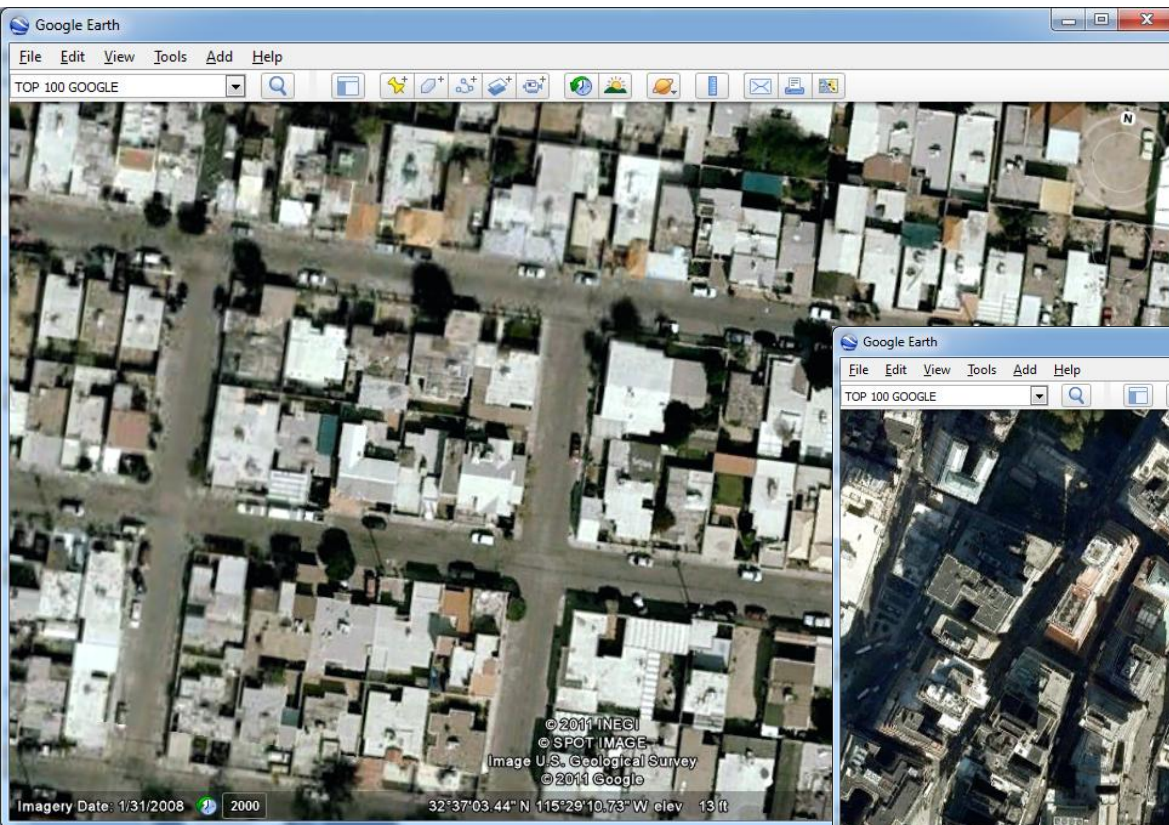 Google Earth
File Edit View Tools Add Help
TOP 100 GOOGLE
N
© 2011 INEGI
© SPOT IMAGE
Image U.S. Geological Survey
© 2011 Google
Imagery Date: 1/31/2008 2000 32°37'03.44" N 115°29'10.73" W elev 13 ft
Google Earth
File Edit View Tools Add Help
TOP 100 GOOGLE